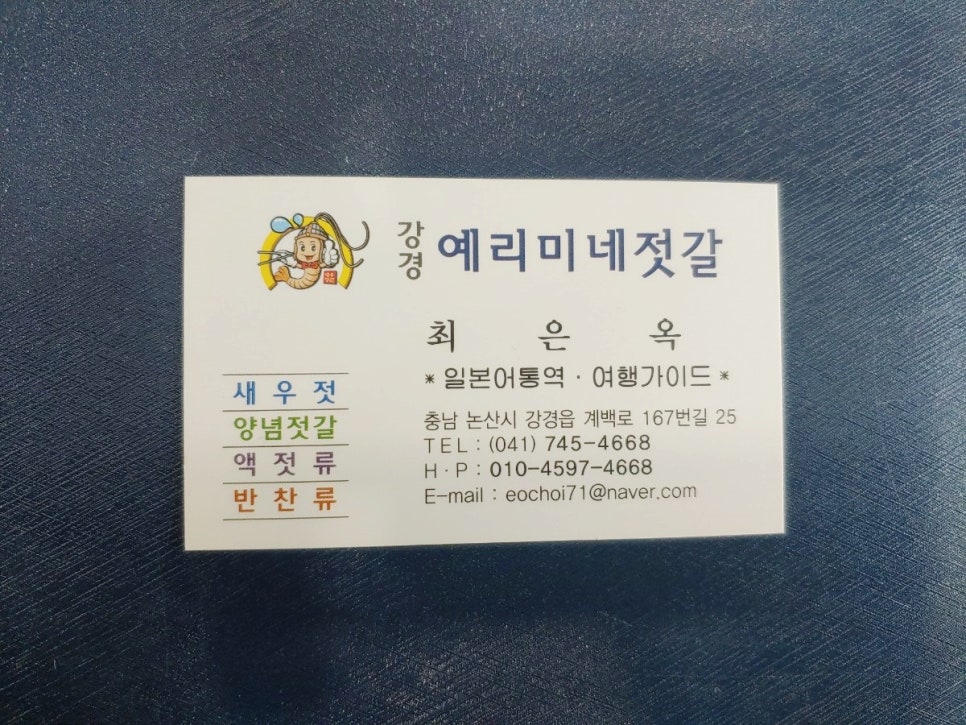 강경 예리미네젓갈
최 은 옥
* 일본어통역 · 여행가이드 *
새 우 젓
양념젓갈
액 젓 류
반 찬 류
충남 논산시 강경읍 계백로 167번길 25
TEL : (041) 745-4668
H · P : 010-4597-4668
E-mail : eochoi71@naver.com